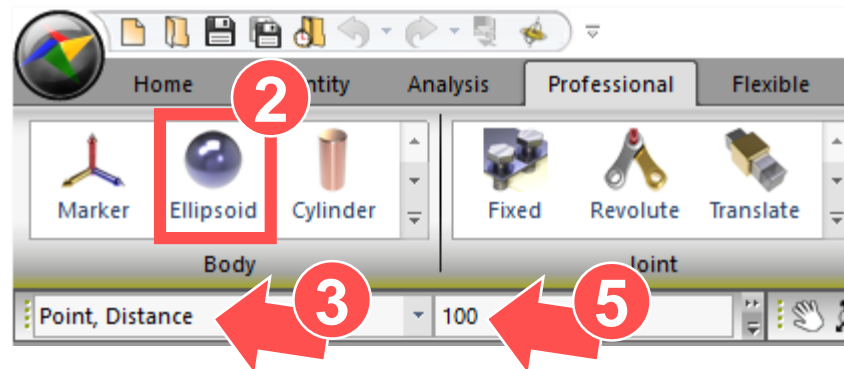 Home ntity Analysis Professional Flexible
2
Marker Ellipsoid Cylinder Fixed Revolute Translate
Body Joint
Point, Distance 3 100 5